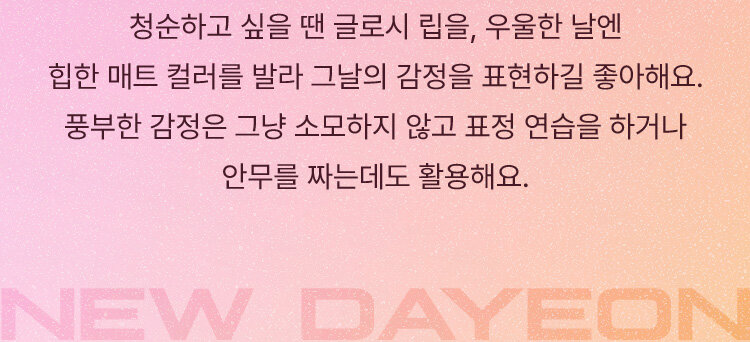 청순하고 싶을 땐 글로시 립을, 우울한 날엔
힙한 매트 컬러를 발라 그날의 감정을 표현하길 좋아해요.
풍부한 감정은 그냥 소모하지 않고 표정 연습을 하거나
안무를 짜는데도 활용해요.
NEW DAYEON